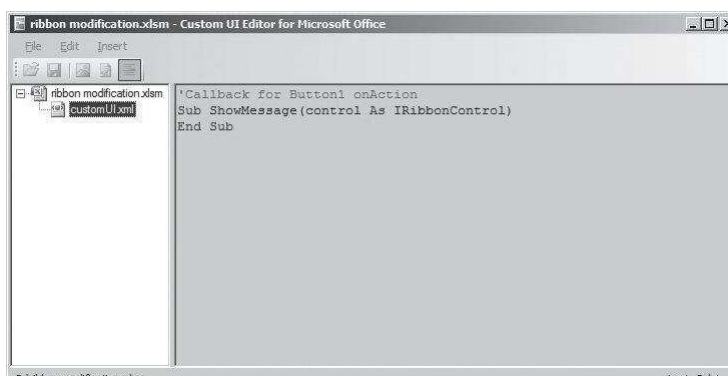 ribbon modification.xlsm - Custom UI Editor for Microsoft Office
File Edit Insert
ribbon modification.xlsm
customUI.xml
'Callback for Button1 onAction
Sub ShowMessage(control As IRibbonControl)
End Sub